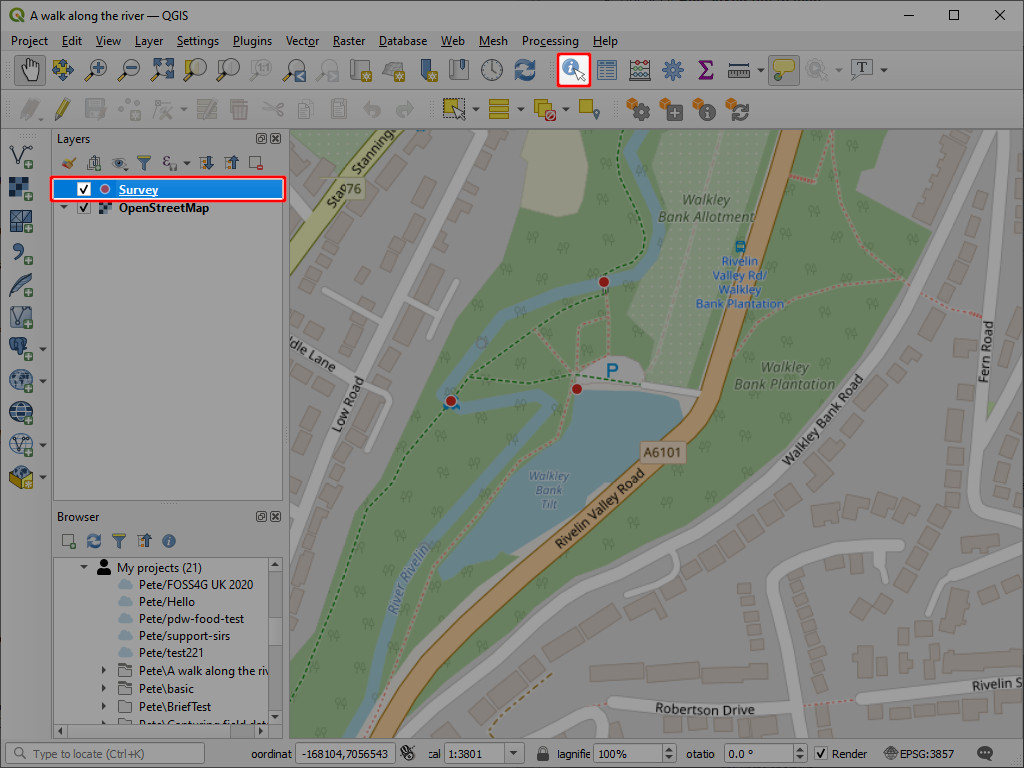 A walk along the river — QGIS
Project Edit View Layer Settings Plugins Vector Raster Database Web Mesh Processing Help
Layers
Survey
OpenStreetMap
Browser
My projects (21)
Pete/FOSS4G UK 2020
Pete/Hello
Pete/pdw-food-test
Pete/support-sirs
Pete/test221
Pete\A walk along the riv
Pete\basic
Pete\BriefTest
Stanning
Walkley
Bank Allotment
Rivelin
Valley Rd/
Walkley
Bank Plantation
dle Lane
Low Road
P
Walkley
Bank Plantation
Fern Road
Walkley Bank Road
A6101
Walkley
Bank
Tilt
Rivelin Valley Road
River Rivelin
Rivelin S
Robertson Drive
Type to locate (Ctrl+K) oordinat -168104,7056543 cal 1:3801 lagnifie 100% otatio 0.0 ° Render EPSG:3857